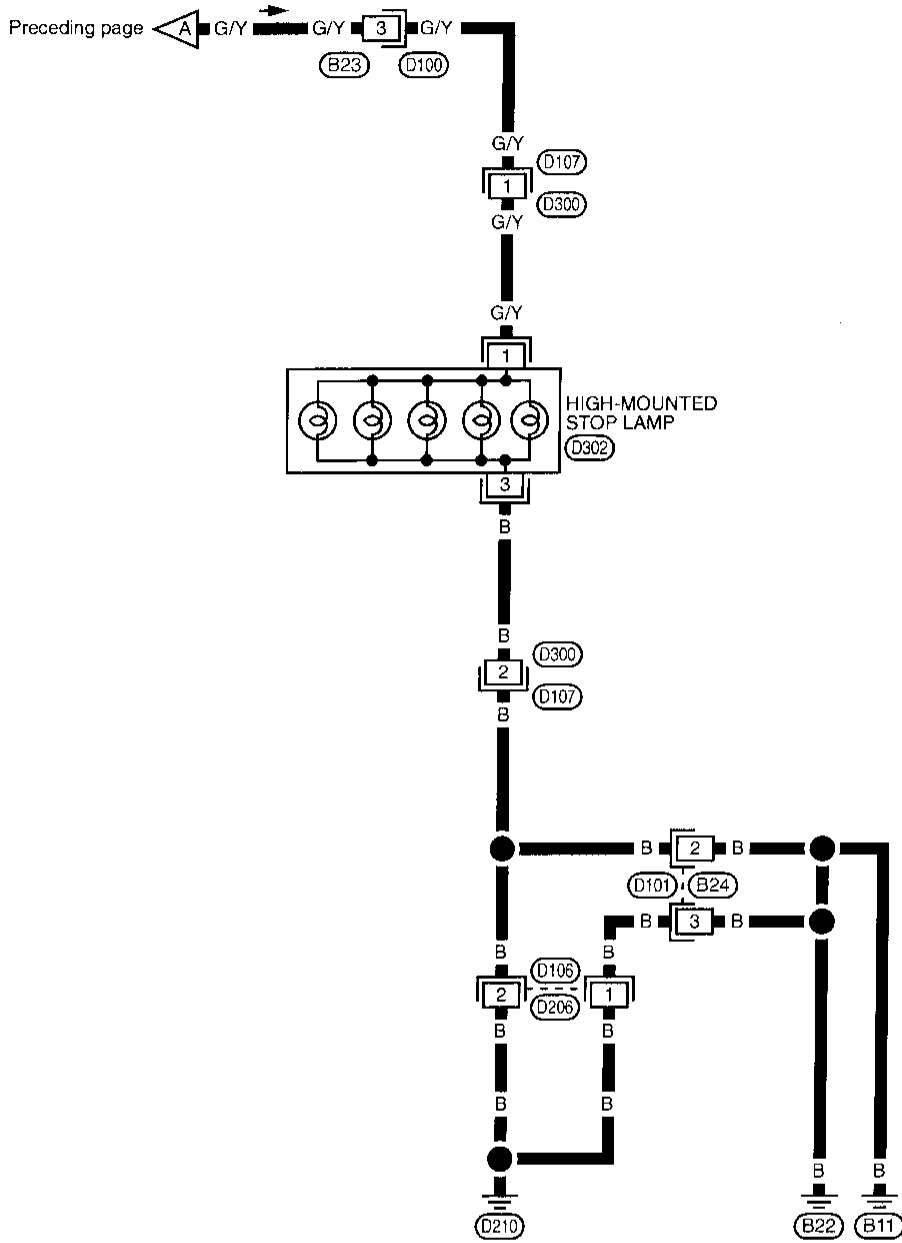 Preceding page A G/Y G/Y 3 G/Y
B23 D100
G/Y
D107
1
D300
G/Y
G/Y
1
HIGH-MOUNTED
STOP LAMP
D302
3
B
B
D300
2
D107
B
B 2 B
D101 B24
B 3 B
B B
D106
2 1
D206
B B
B B
B B
D210 B22 B11